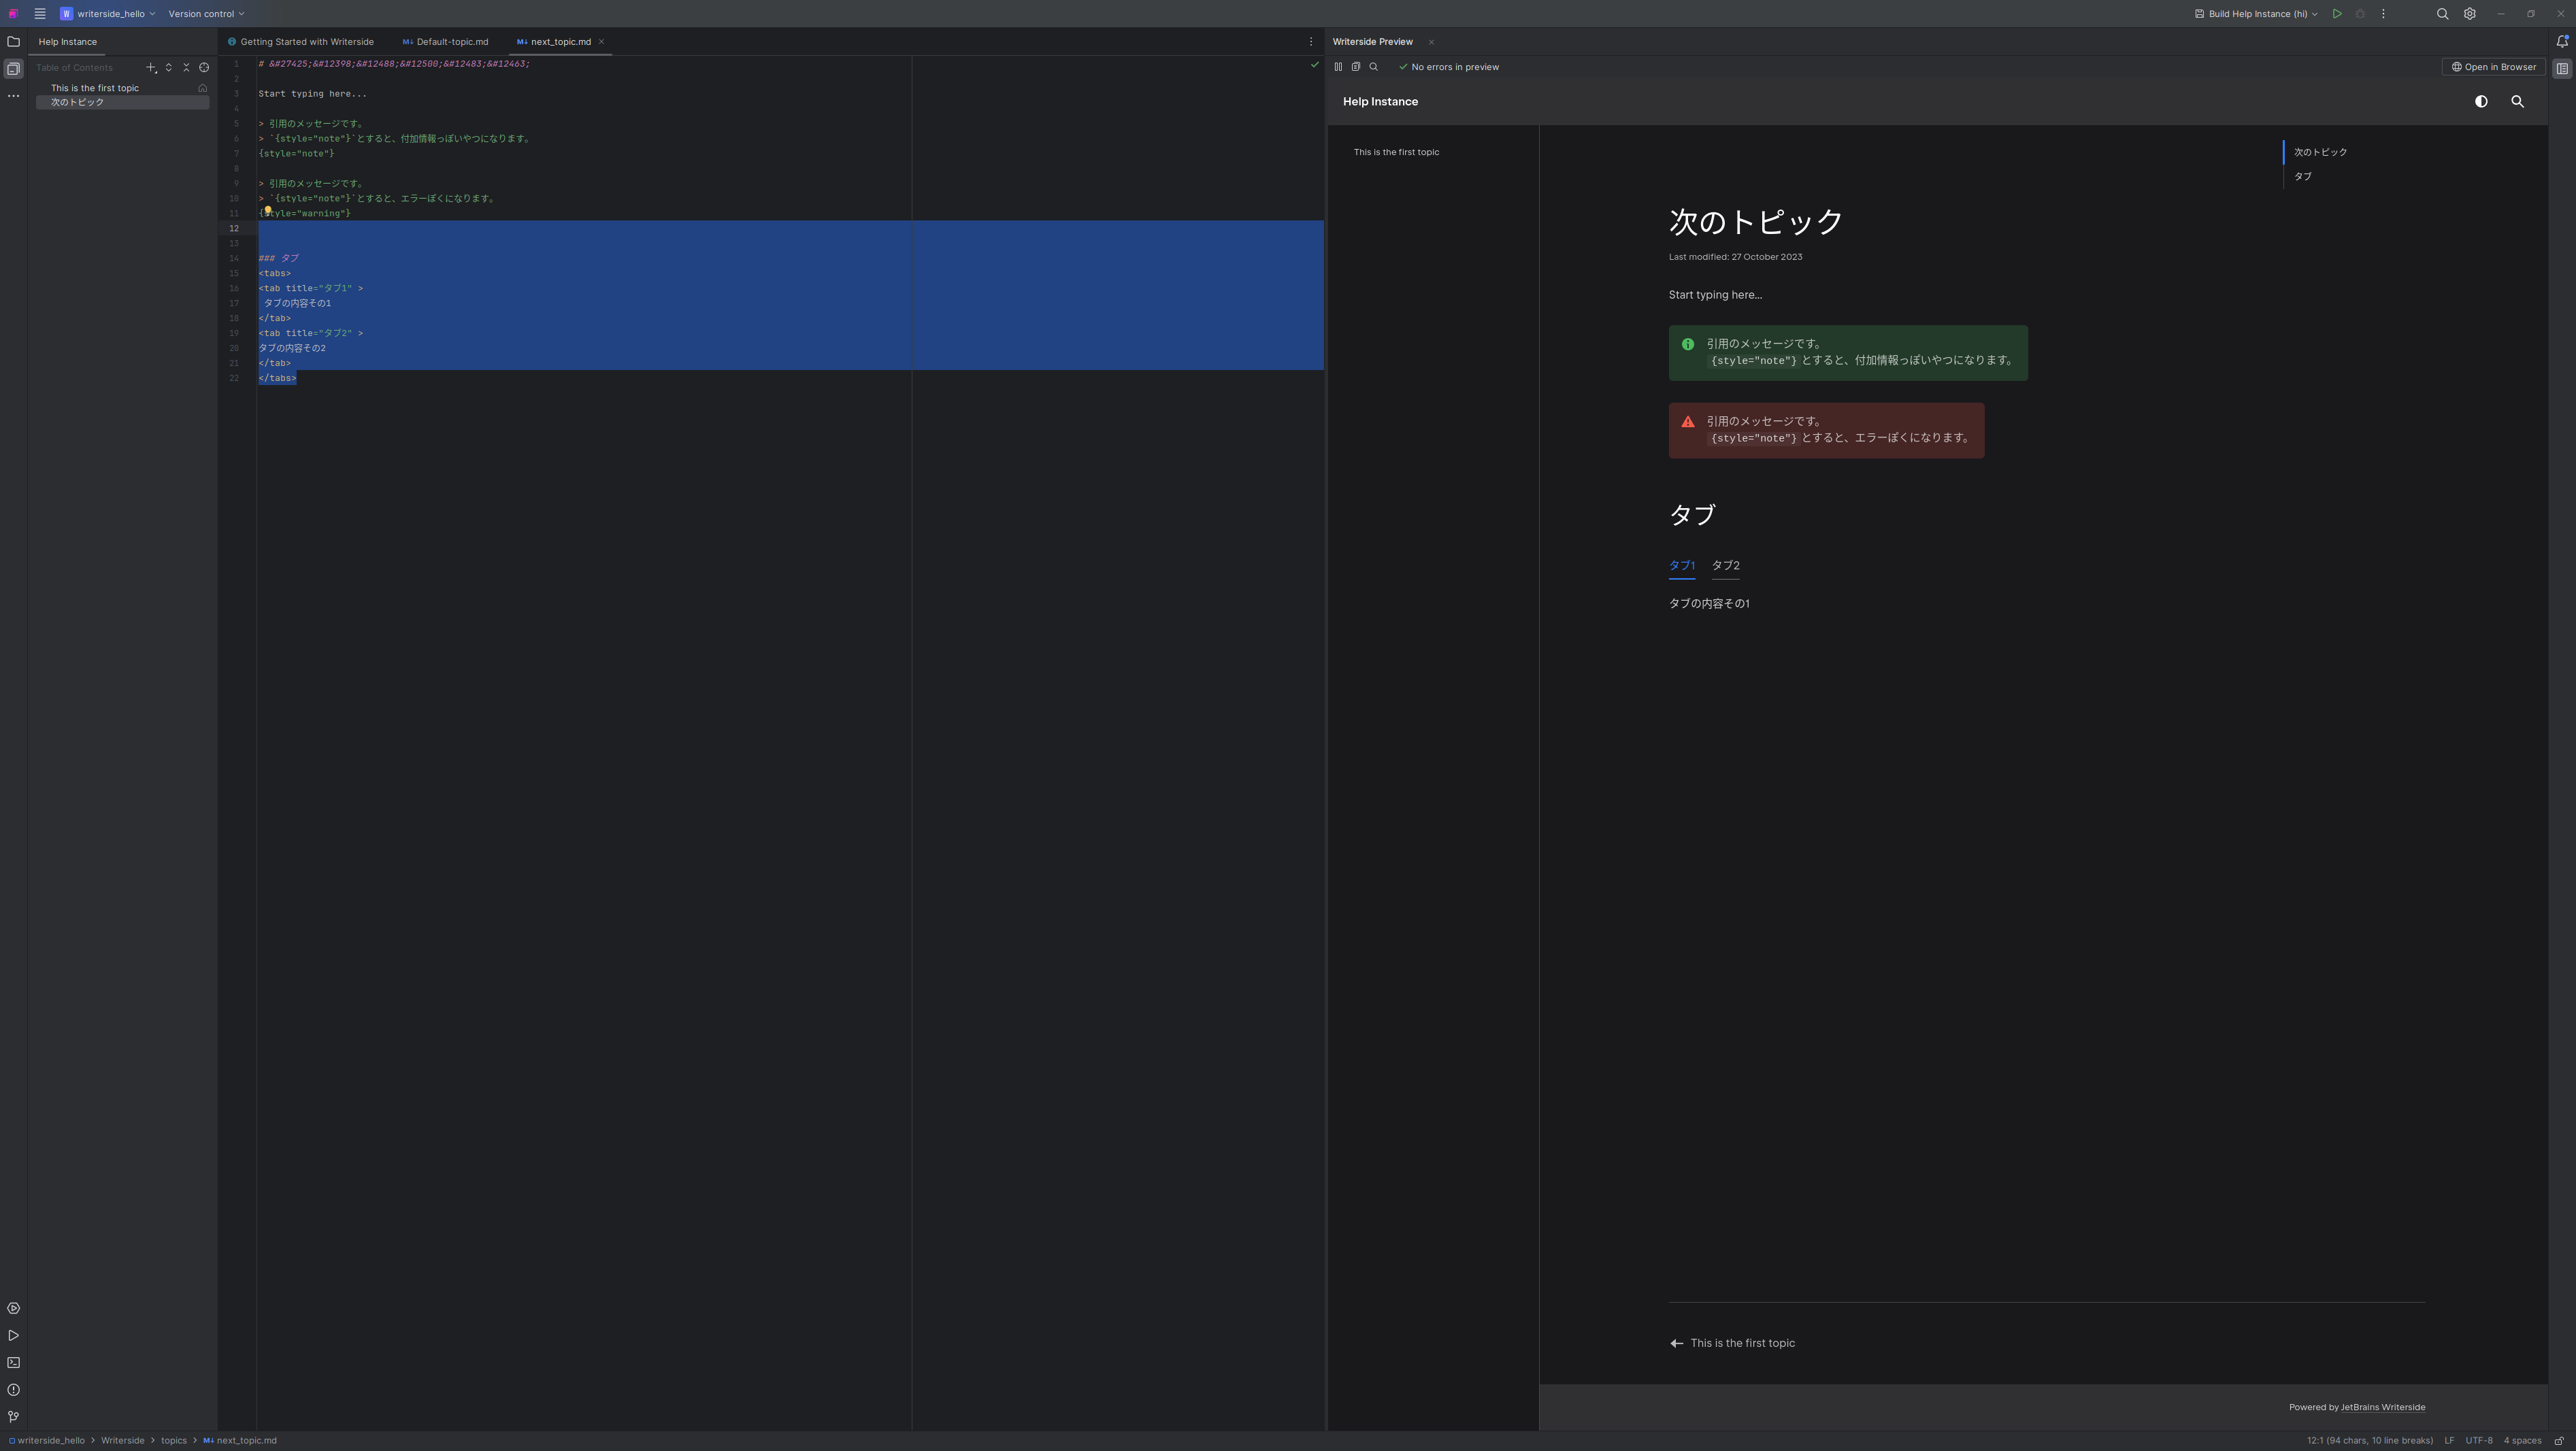 W writerside_hello Version control Build Help Instance (hi)
Help Instance
Table of Contents
This is the first topic
次のトピック
Getting Started with Writerside Default-topic.md next_topic.md
1 # &#27425;&#12398;&#12488;&#12500;&#12483;&#12463;
2
3 Start typing here...
4
5 > 引用のメッセージです。
6 > `{style="note"}`とすると、付加情報っぽいやつになります。
7 {style="note"}
8
9 > 引用のメッセージです。
10 > `{style="note"}`とすると、エラーぽくになります。
11 {style="warning"}
12
13
14 ### タブ
15 <tabs>
16 <tab title="タブ1" >
17 タブの内容その1
18 </tab>
19 <tab title="タブ2" >
20 タブの内容その2
21 </tab>
22 </tabs>
Writerside Preview
No errors in preview Open in Browser
Help Instance
This is the first topic
次のトピック
タブ
次のトピック
Last modified: 27 October 2023
Start typing here...
引用のメッセージです。
{style="note"}とすると、付加情報っぽいやつになります。
引用のメッセージです。
{style="note"}とすると、エラーぽくになります。
タブ
タブ1 タブ2
タブの内容その1
This is the first topic
Powered by JetBrains Writerside
writerside_hello > Writerside > topics > M↓ next_topic.md 12:1 (94 chars, 10 line breaks) LF UTF-8 4 spaces